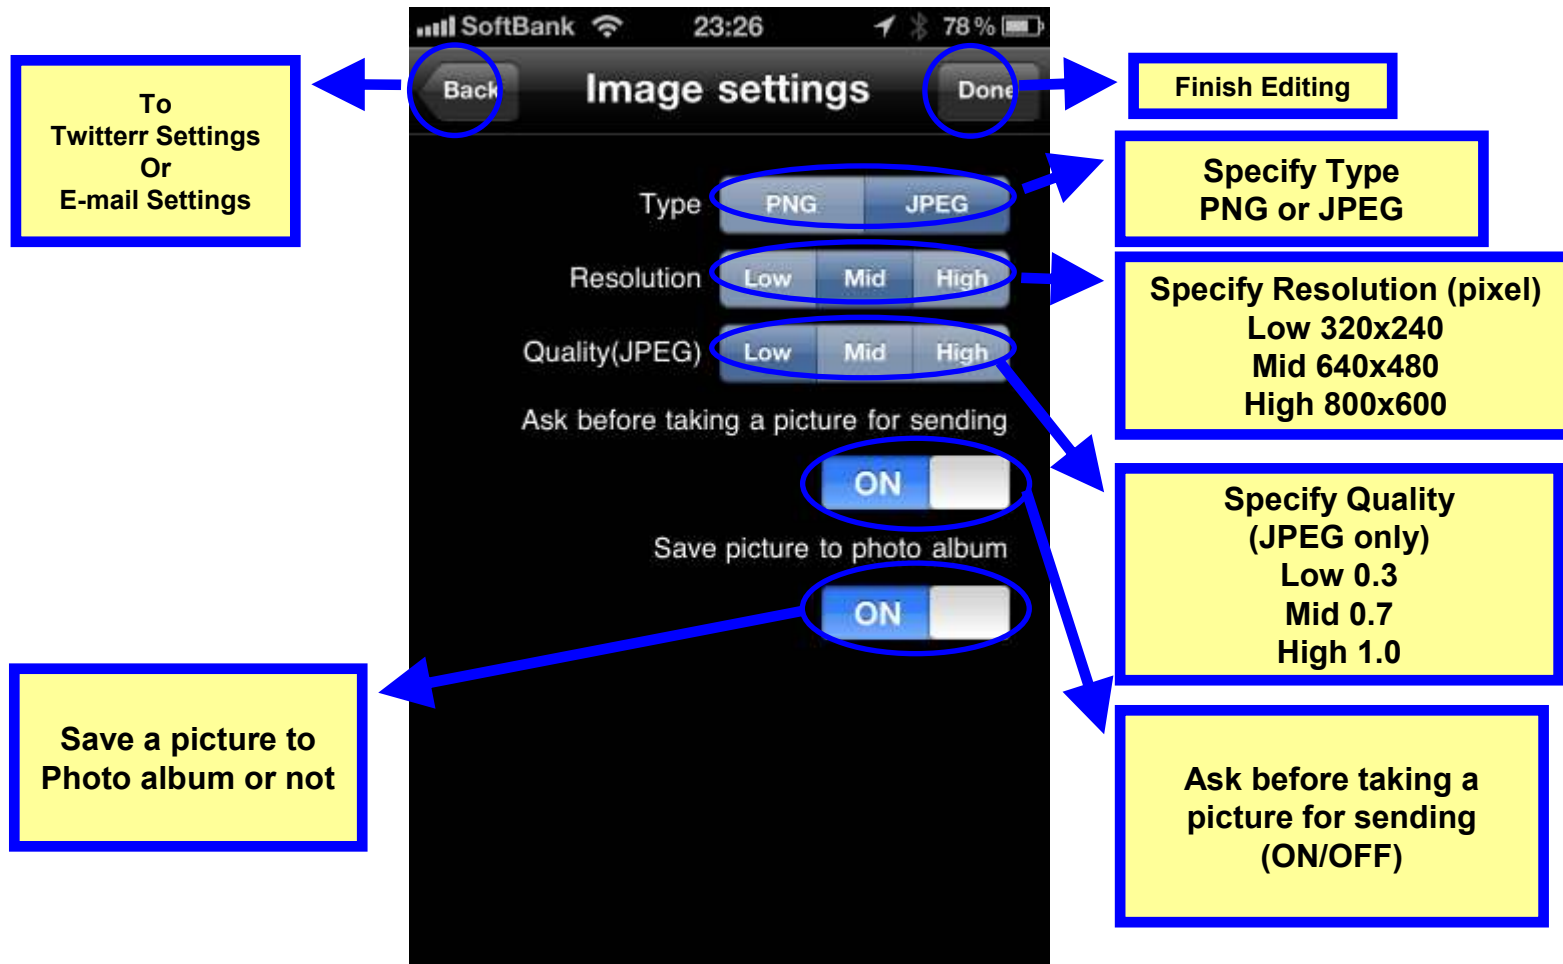 SoftBank 23:26 78 %
Back Image settings Done
To
Twitterr Settings
Or
E-mail Settings
Finish Editing
Type PNG JPEG
Specify Type
PNG or JPEG
Resolution Low Mid High
Specify Resolution (pixel)
Low 320x240
Mid 640x480
High 800x600
Quality(JPEG) Low Mid High
Ask before taking a picture for sending
ON
Specify Quality
(JPEG only)
Low 0.3
Mid 0.7
High 1.0
Save picture to photo album
ON
Save a picture to
Photo album or not
Ask before taking a
picture for sending
(ON/OFF)